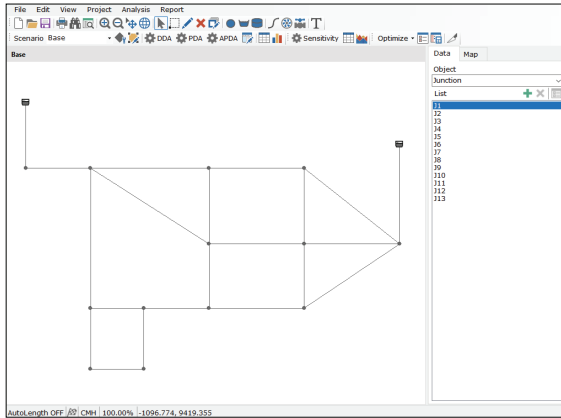 File Edit View Project Analysis Report
T
Scenario Base DDA PDA APDA Sensitivity Optimize
Base
Data Map
Object
Junction
List
J1
J2
J3
J4
J5
J6
J7
J8
J9
J10
J11
J12
J13
AutoLength OFF CMH 100.00% -1096.774, 9419.355